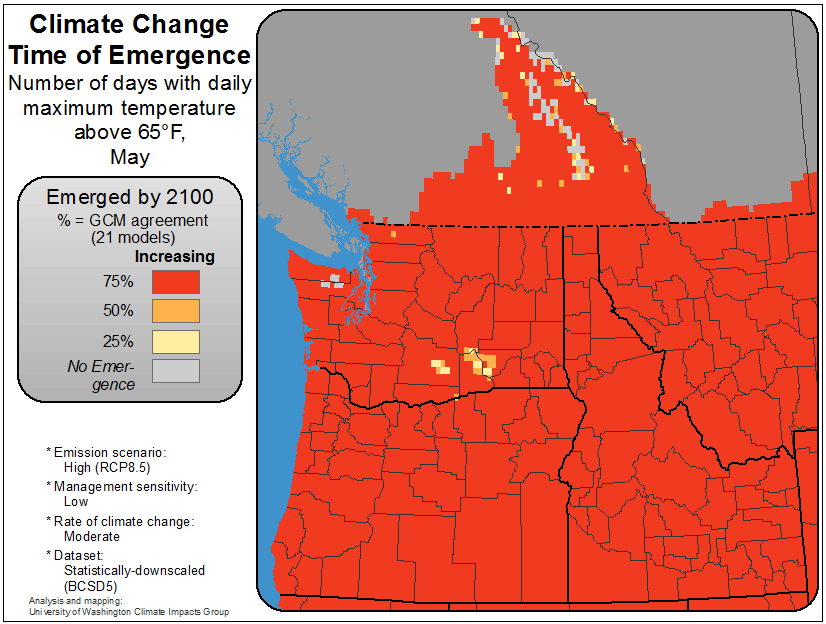 Climate Change
Time of Emergence
Number of days with daily
maximum temperature
above 65°F,
May
Emerged by 2100
% = GCM agreement
(21 models)
Increasing
75%
50%
25%
No Emer-
gence
* Emission scenario:
High (RCP8.5)
* Management sensitivity:
Low
* Rate of climate change:
Moderate
* Dataset:
Statistically-downscaled
(BCSD5)
Analysis and mapping:
University of Washington Climate Impacts Group